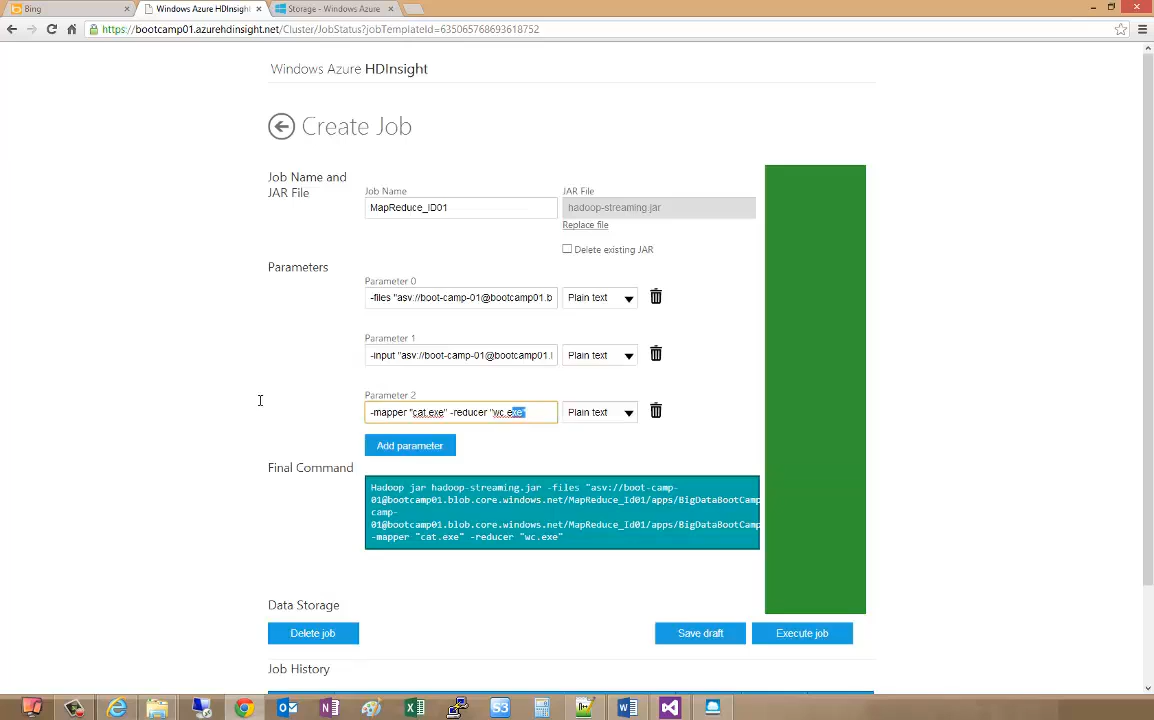 Bing
Windows Azure HDInsight
Storage - Windows Azure
https://bootcamp01.azurehdinsight.net/Cluster/JobStatus?jobTemplateId=635065768693618752
Windows Azure HDInsight
Create Job
Job Name and
JAR File
Job Name
JAR File
MapReduce_ID01
hadoop-streaming.jar
Replace file
Delete existing JAR
Parameters
Parameter 0
-files "asv://boot-camp-01@bootcamp01.b
Plain text
Parameter 1
-input "asv://boot-camp-01@bootcamp01.
Plain text
Parameter 2
-mapper "cat.exe" -reducer "wc.exe"
Plain text
Add parameter
Final Command
Hadoop jar hadoop-streaming.jar -files "asv://boot-camp-
01@bootcamp01.blob.core.windows.net/MapReduce_Id01/apps/BigDataBootCamp
camp-
01@bootcamp01.blob.core.windows.net/MapReduce_Id01/apps/BigDataBootCamp
-mapper "cat.exe" -reducer "wc.exe"
Data Storage
Delete job
Save draft
Execute job
Job History